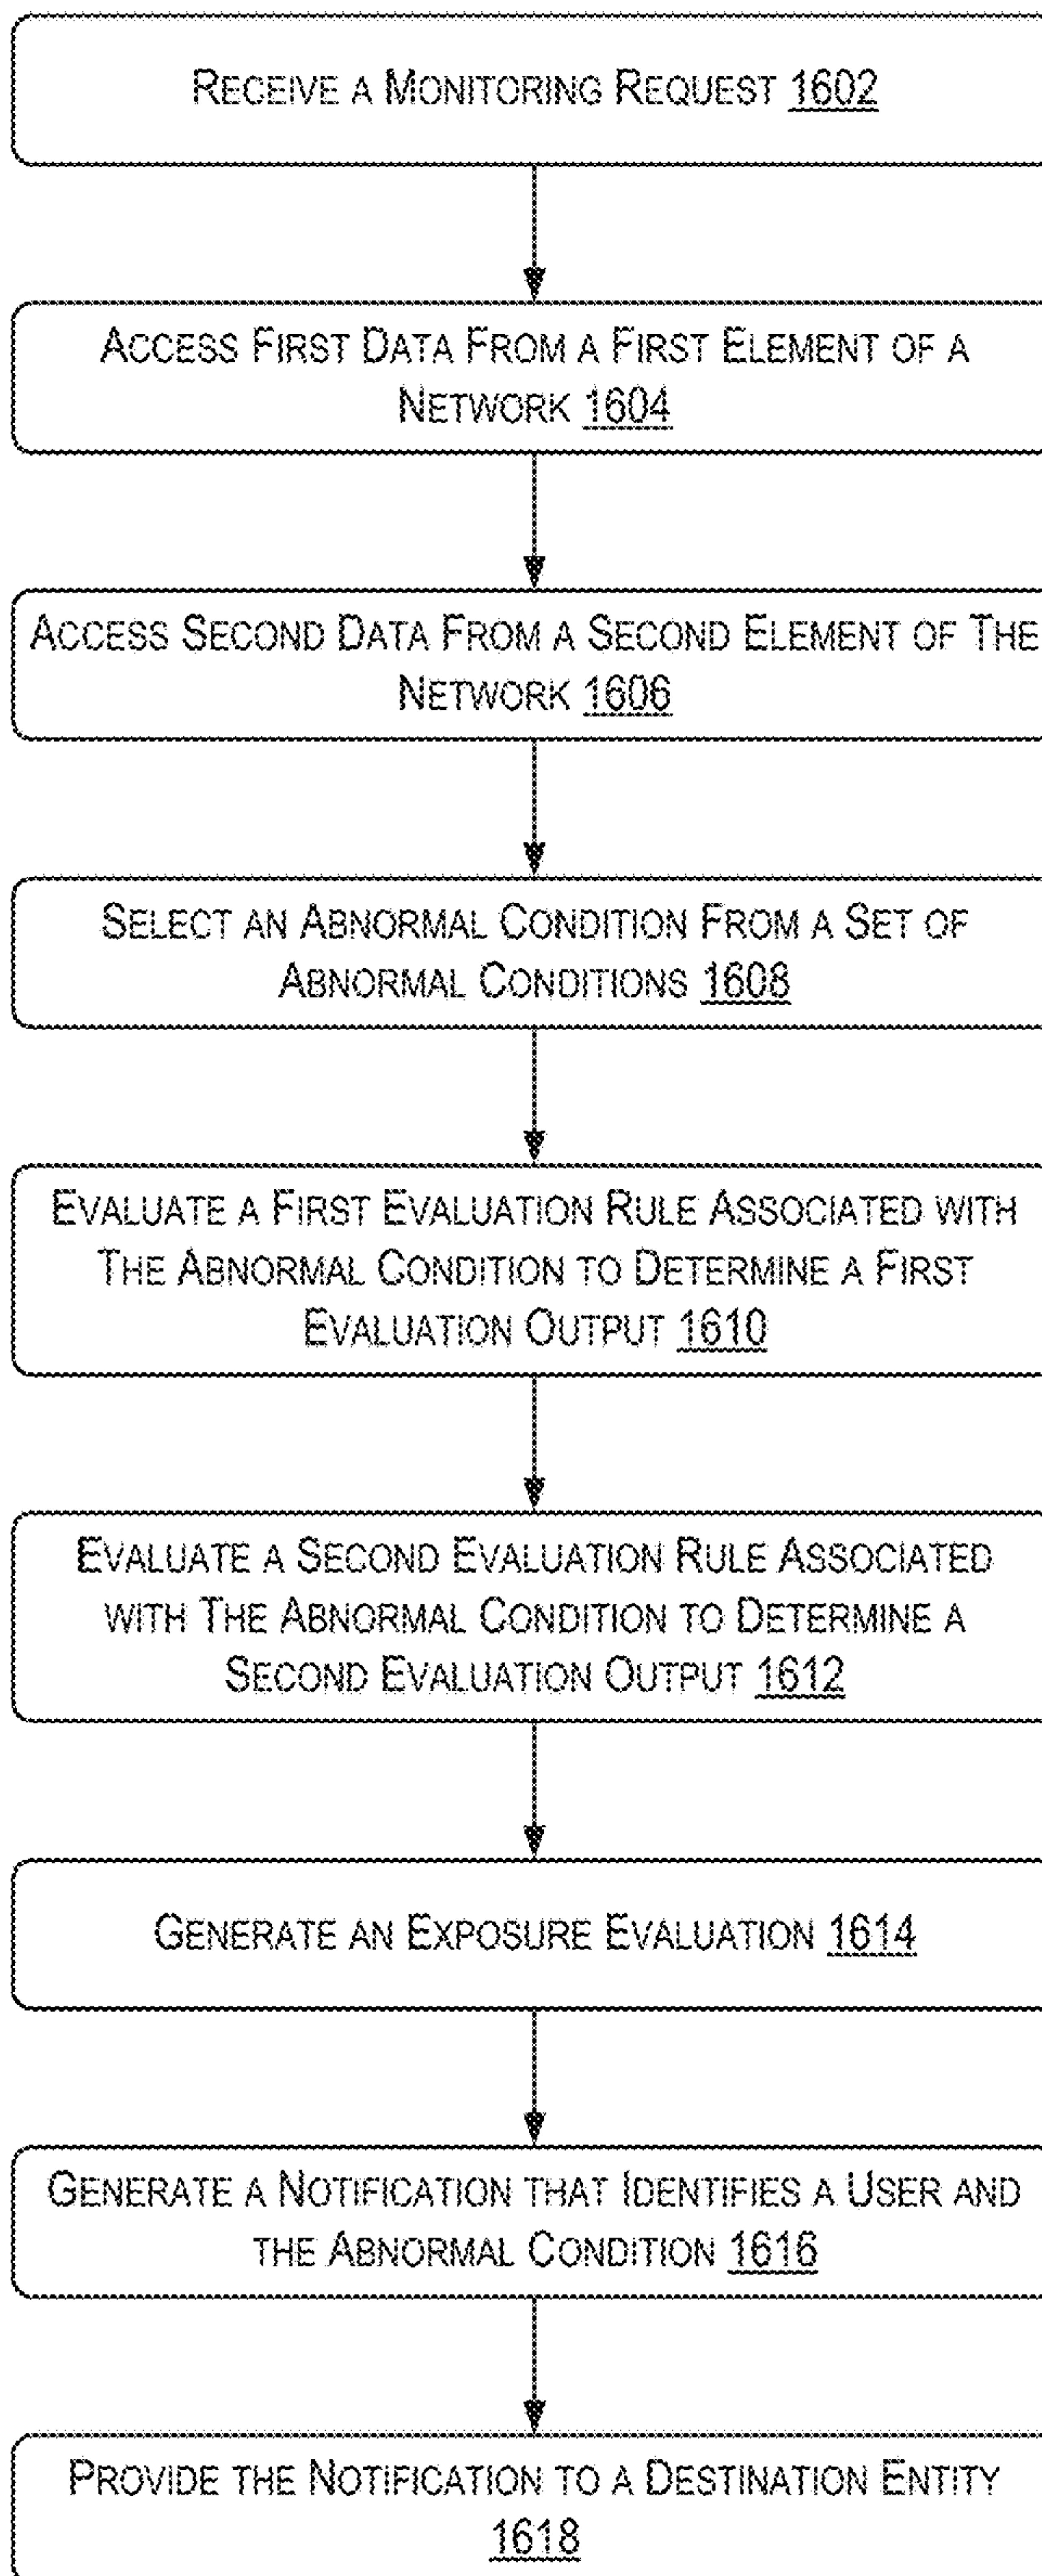 RECEIVE A MONITORING REQUEST 1602
ACCESS FIRST DATA FROM A FIRST ELEMENT OF A
NETWORK 1604
ACCESS SECOND DATA FROM A SECOND ELEMENT OF THE
NETWORK 1606
SELECT AN ABNORMAL CONDITION FROM A SET OF
ABNORMAL CONDITIONS 1608
EVALUATE A FIRST EVALUATION RULE ASSOCIATED WITH
THE ABNORMAL CONDITION TO DETERMINE A FIRST
EVALUATION OUTPUT 1610
EVALUATE A SECOND EVALUATION RULE ASSOCIATED
WITH THE ABNORMAL CONDITION TO DETERMINE A
SECOND EVALUATION OUTPUT 1612
GENERATE AN EXPOSURE EVALUATION 1614
GENERATE A NOTIFICATION THAT IDENTIFIES A USER AND
THE ABNORMAL CONDITION 1616
PROVIDE THE NOTIFICATION TO A DESTINATION ENTITY
1618